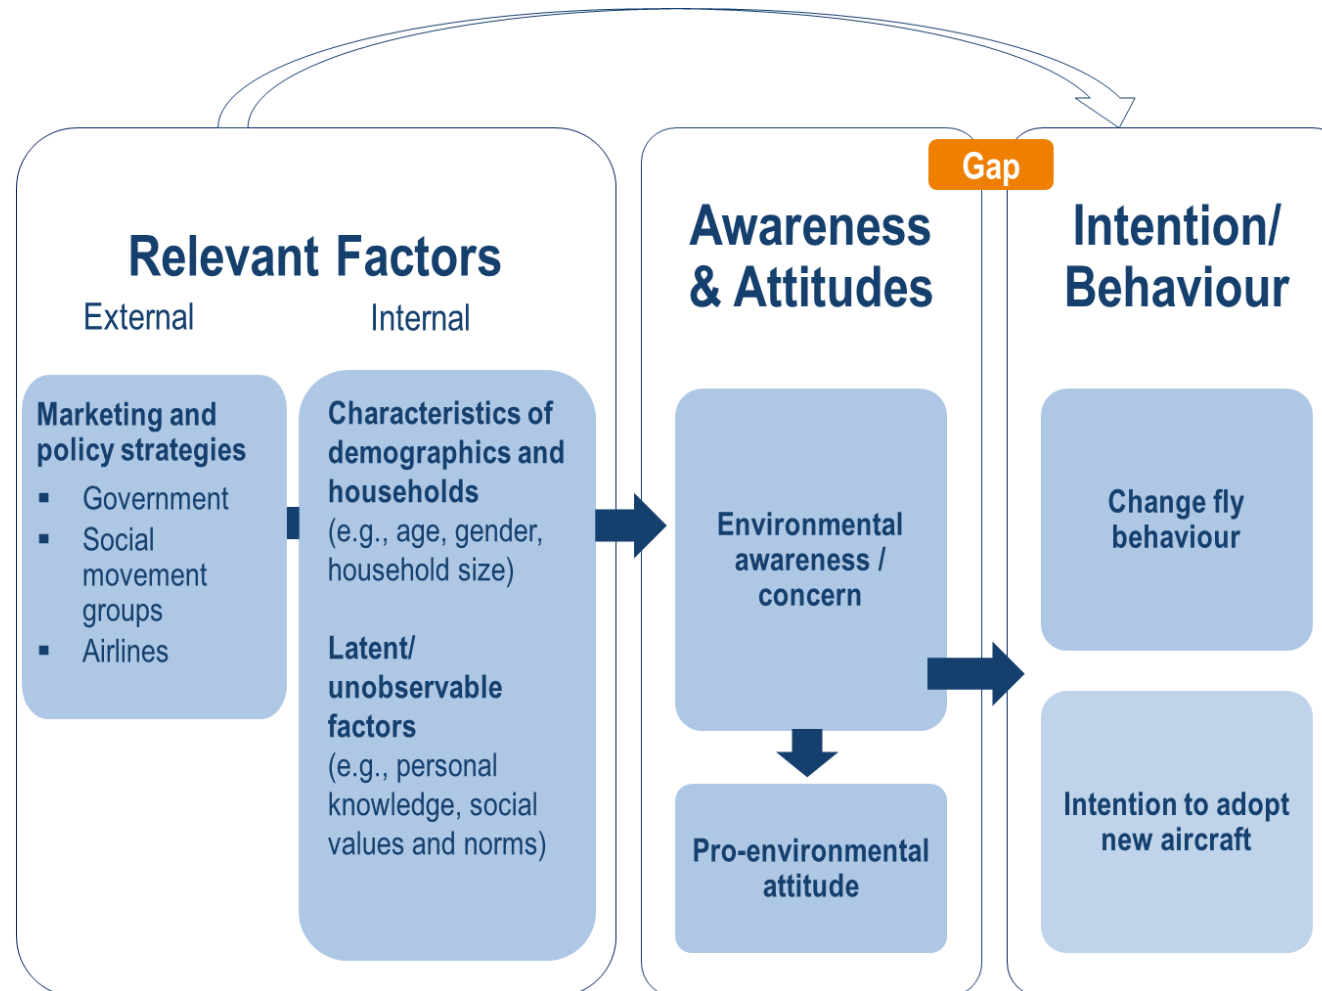 Gap
Relevant Factors
External
Internal
Marketing and
policy strategies
▪ Government
▪ Social
movement
groups
▪ Airlines
Characteristics of
demographics and
households
(e.g., age, gender,
household size)
Latent/
unobservable
factors
(e.g., personal
knowledge, social
values and norms)
Awareness
& Attitudes
Environmental
awareness /
concern
Pro-environmental
attitude
Intention/
Behaviour
Change fly
behaviour
Intention to adopt
new aircraft